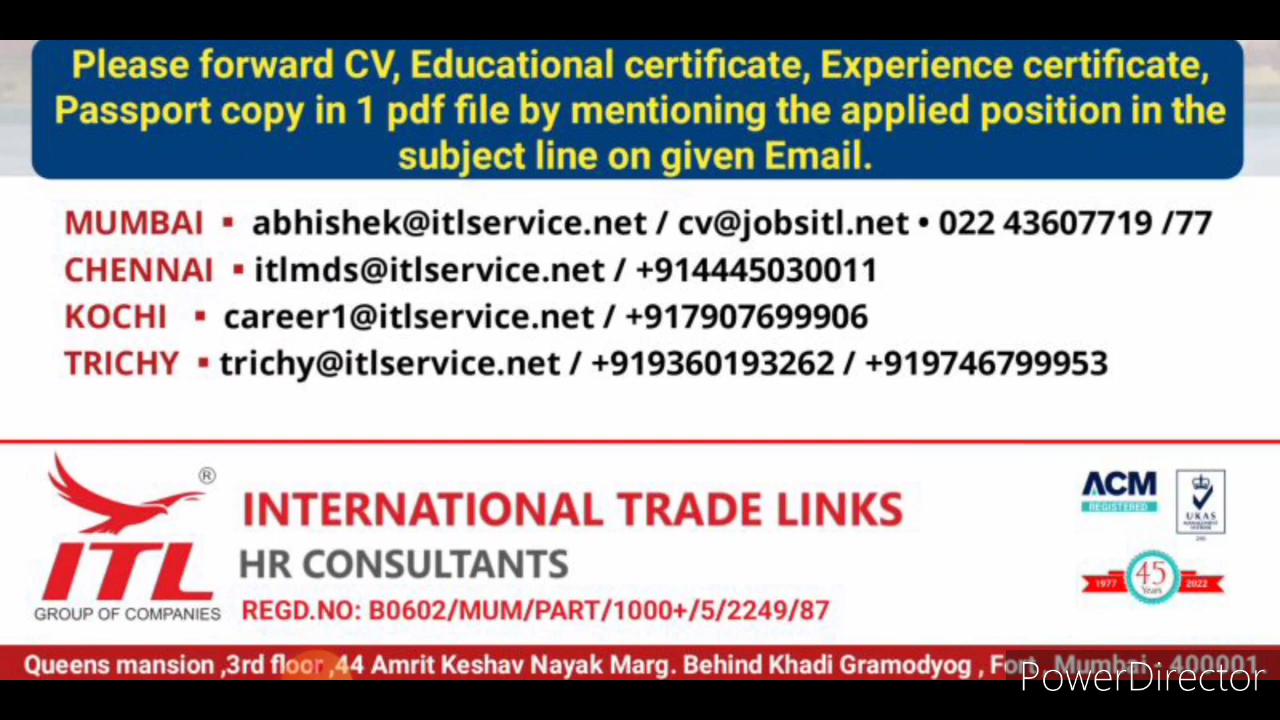 Please forward CV, Educational certificate, Experience certificate,
Passport copy in 1 pdf file by mentioning the applied position in the
subject line on given Email.
MUMBAI ▪ abhishek@itlservice.net / cv@jobsitl.net • 022 43607719 /77
CHENNAI ▪ itlmds@itlservice.net / +914445030011
KOCHI ▪ career1@itlservice.net / +917907699906
TRICHY ▪ trichy@itlservice.net / +919360193262 / +919746799953
®
ITL
GROUP OF COMPANIES
INTERNATIONAL TRADE LINKS
HR CONSULTANTS
REGD.NO: B0602/MUM/PART/1000+/5/2249/87
ACM
REGISTERED
UKAS
MANAGEMENT
1977 45 2022
Years
Queens mansion ,3rd floor ,44 Amrit Keshav Nayak Marg. Behind Khadi Gramodyog , Fort, Mumbai - 400001.
PowerDirector